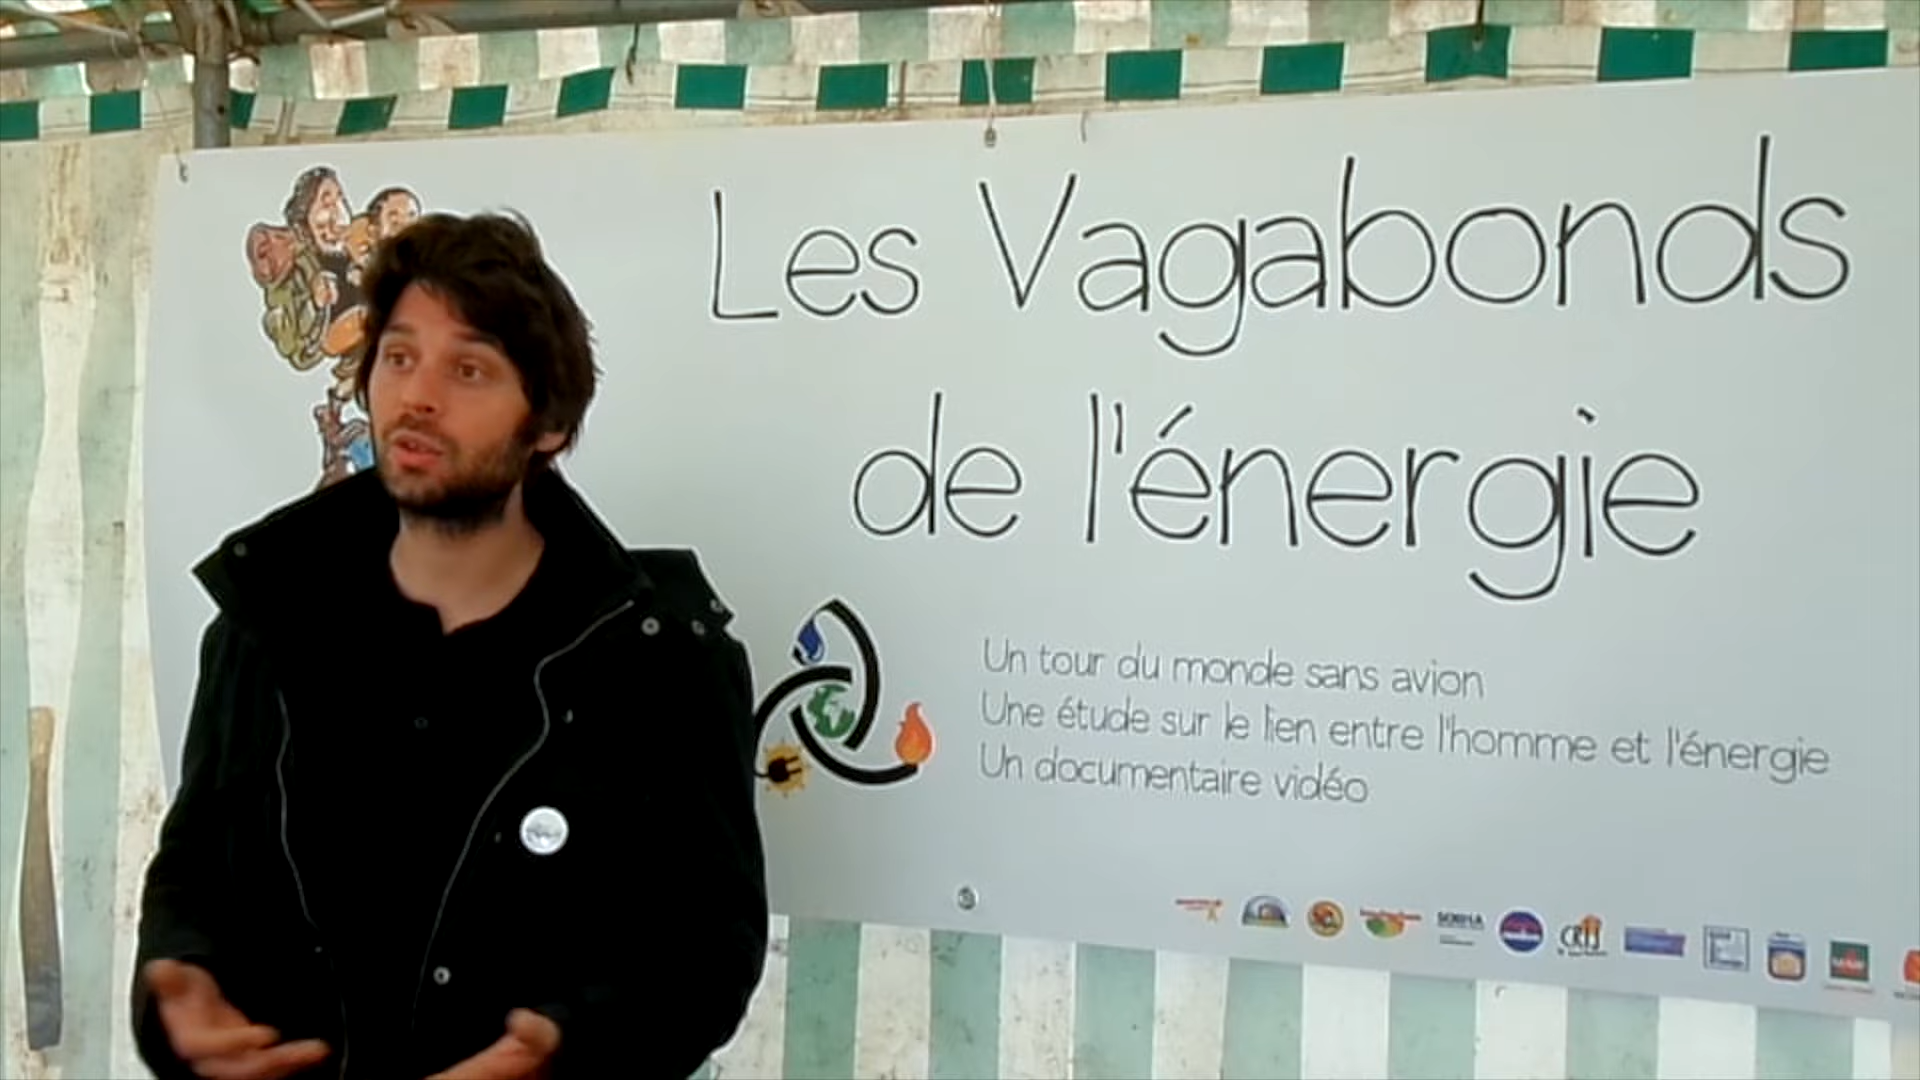 Les Vagabonds
de l'énergie
Un tour du monde sans avion
Une étude sur le lien entre l'homme et l'énergie
Un documentaire vidéo
CRIJ